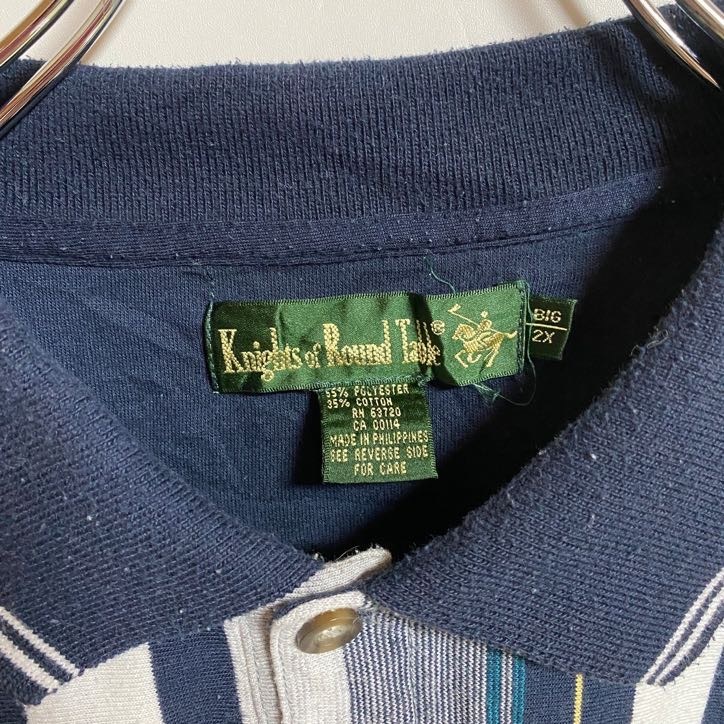 Knights of Round Table®
BIG
2X
65% POLYESTER
35% COTTON
RN 63720
CA 00114
MADE IN PHILIPPINES
SEE REVERSE SIDE
FOR CARE